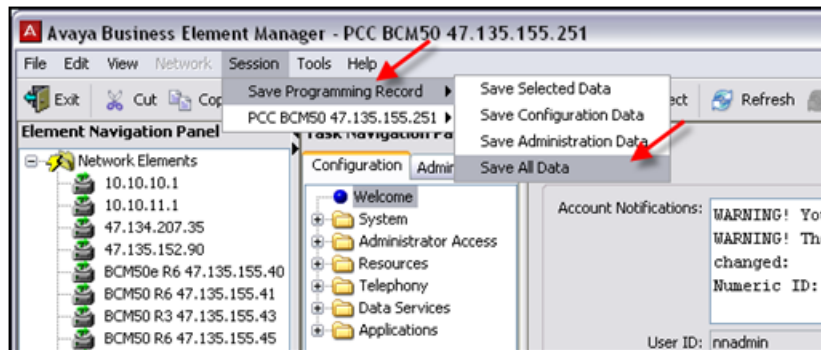 Avaya Business Element Manager - PCC BCM50 47.135.155.251
File Edit View Network Session Tools Help
Exit Cut Refresh
Save Programming Record
PCC BCM50 47.135.155.251
Save Selected Data
Save Configuration Data
Save Administration Data
Save All Data
Element Navigation Panel
Network Elements
10.10.10.1
10.10.11.1
47.134.207.35
47.135.152.90
BCM50e R6 47.135.155.40
BCM50 R6 47.135.155.41
BCM50 R3 47.135.155.43
BCM50 R6 47.135.155.45
Task Navigation Pa
Configuration Admin
Welcome
System
Administrator Access
Resources
Telephony
Data Services
Applications
Account Notifications:
WARNING! You
WARNING! Th
changed:
Numeric ID:
User ID: nnadmin